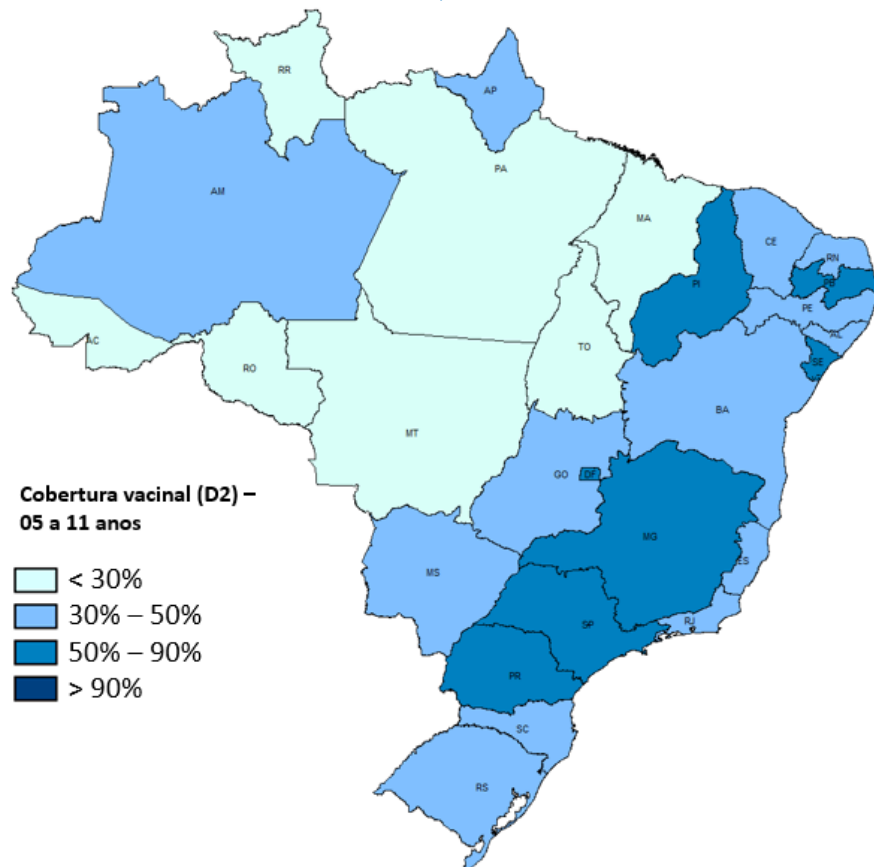 RR
AP
AM
PA
MA
CE
RN
PI
PB
PE
AL
AC
SE
TO
RO
BA
MT
GO
DF
Cobertura vacinal (D2) –
05 a 11 anos
MG
ES
MS
< 30%
30% – 50%
RJ
SP
50% – 90%
PR
> 90%
SC
RS